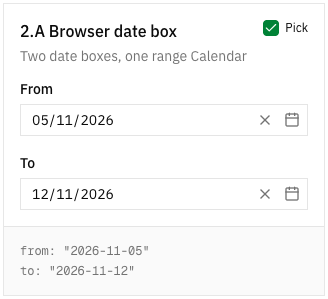 2.A Browser date box
Pick
Two date boxes, one range Calendar
From
05/11/2026
To
12/11/2026
from: "2026-11-05"
to: "2026-11-12"